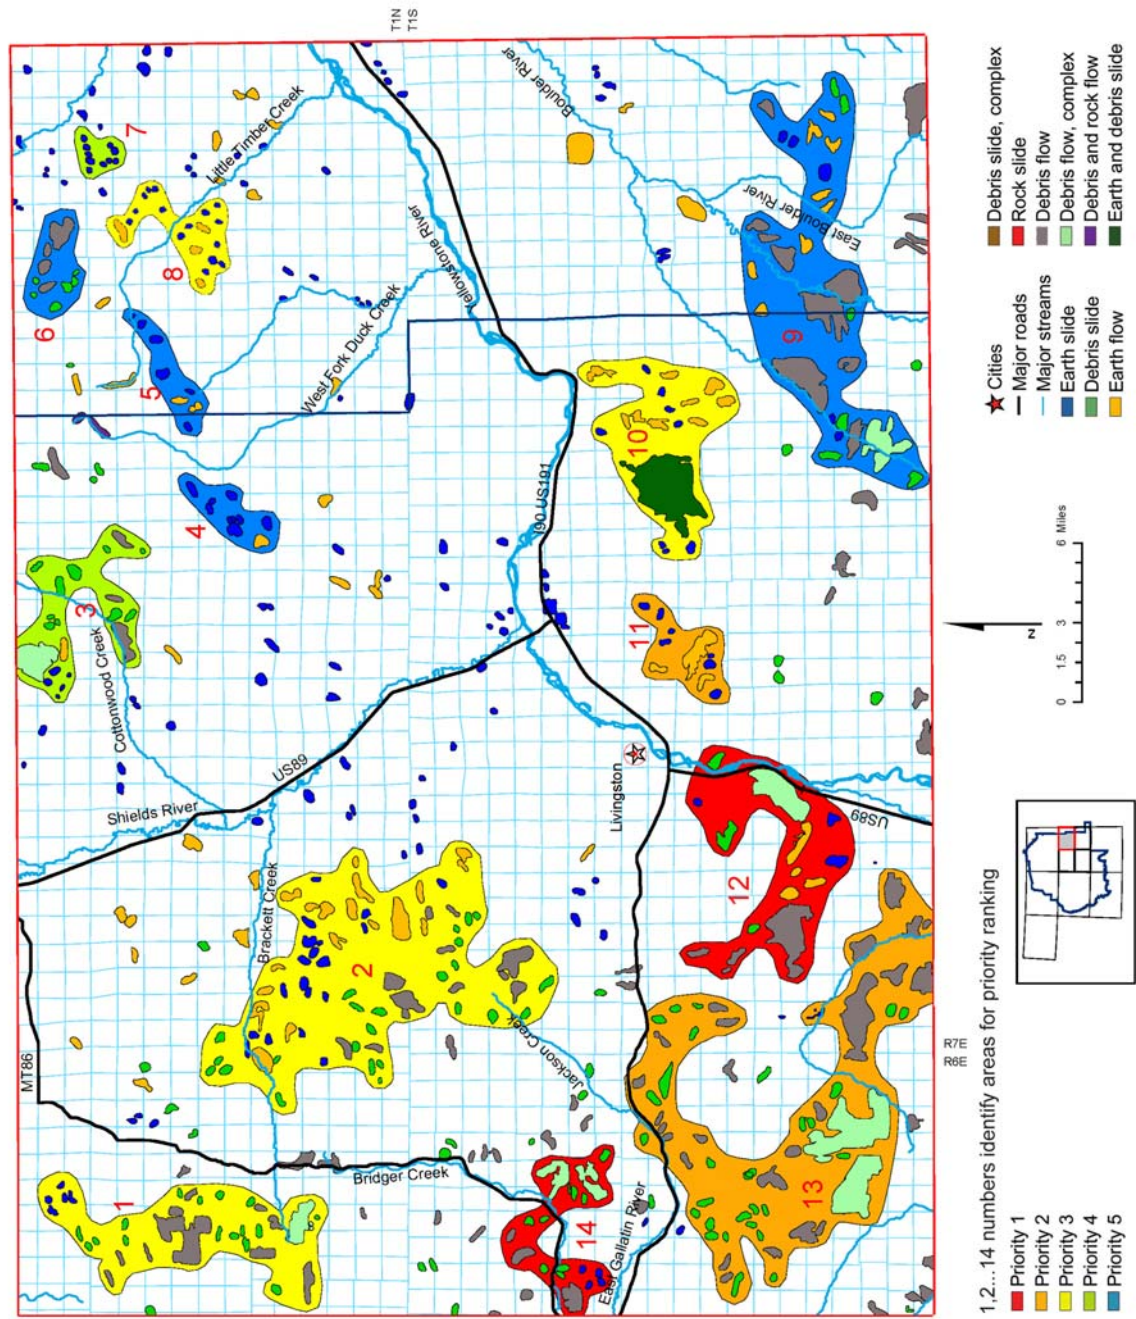 T1N
T1S
Boulder River
7
Little Timber Creek
6
8
Yellowstone River
East Boulder River
5
West Fork Duck Creek
9
4
10
I90 US191
3
Cottonwood Creek
11
US89
Shields River
Livingston
US89
Brackett Creek
12
2
MT86
Jackson Creek
R7E
R6E
1
Bridger Creek
13
14
East Gallatin River
1,2... 14 numbers identify areas for priority ranking
Priority 1
Priority 2
Priority 3
Priority 4
Priority 5
N
0 1.5 3 6 Miles
Cities
Major roads
Major streams
Earth slide
Debris slide
Earth flow
Debris slide, complex
Rock slide
Debris flow
Debris flow, complex
Debris and rock flow
Earth and debris slide